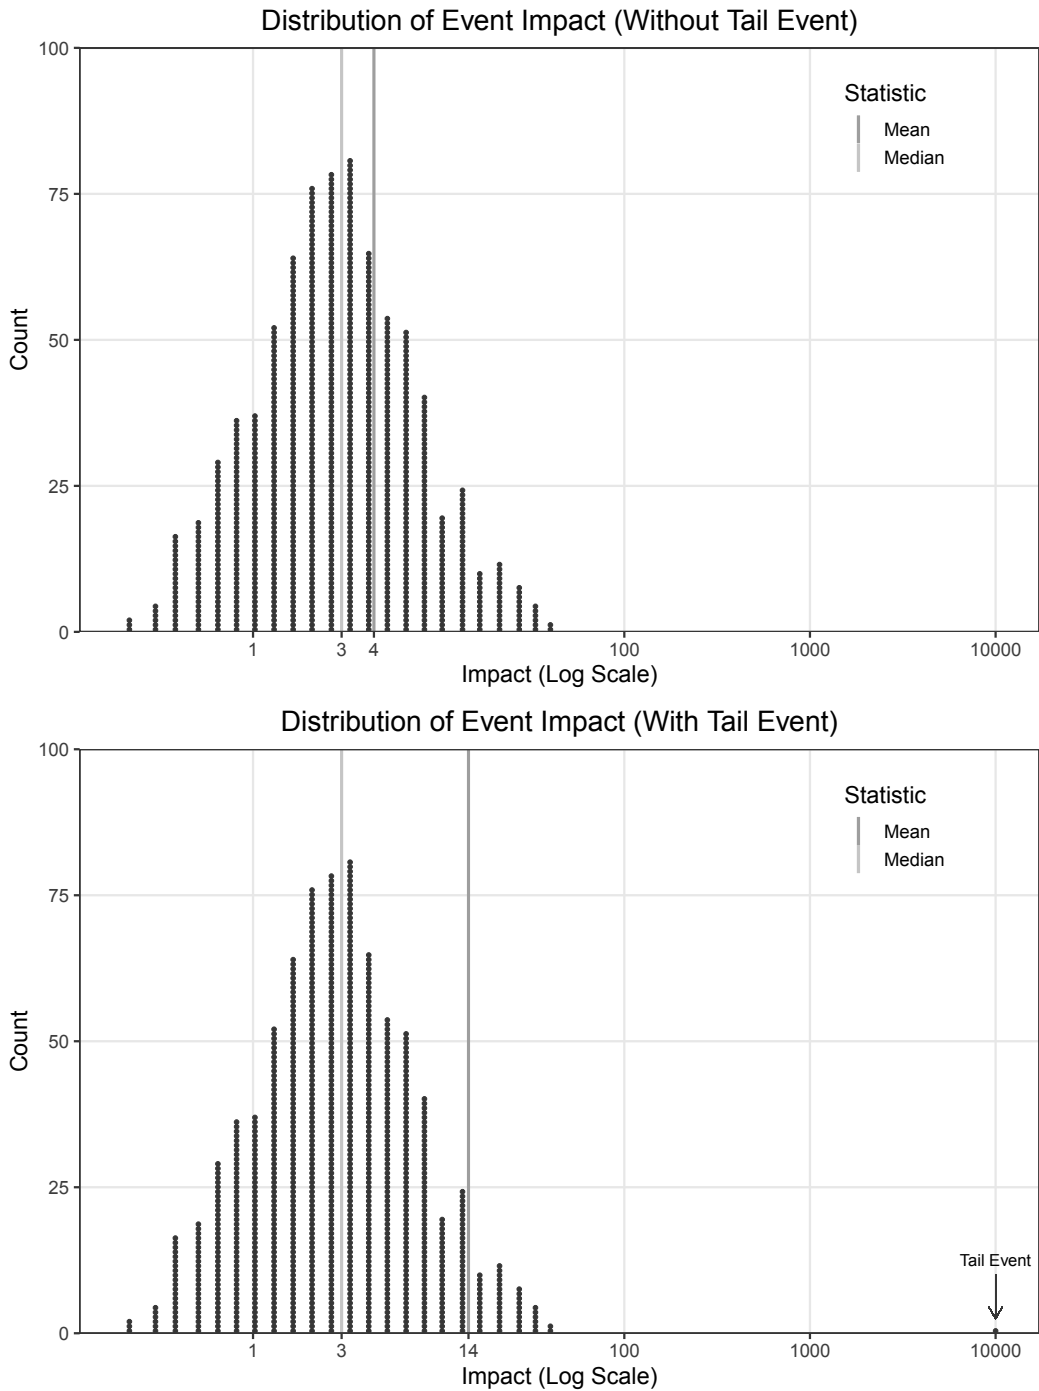 Distribution of Event Impact (Without Tail Event)
100
75
50
25
0
Count
Statistic
Mean
Median
1 3 4 100 1000 10000
Impact (Log Scale)
Distribution of Event Impact (With Tail Event)
100
75
50
25
0
Count
Statistic
Mean
Median
Tail Event
1 3 14 100 1000 10000
Impact (Log Scale)